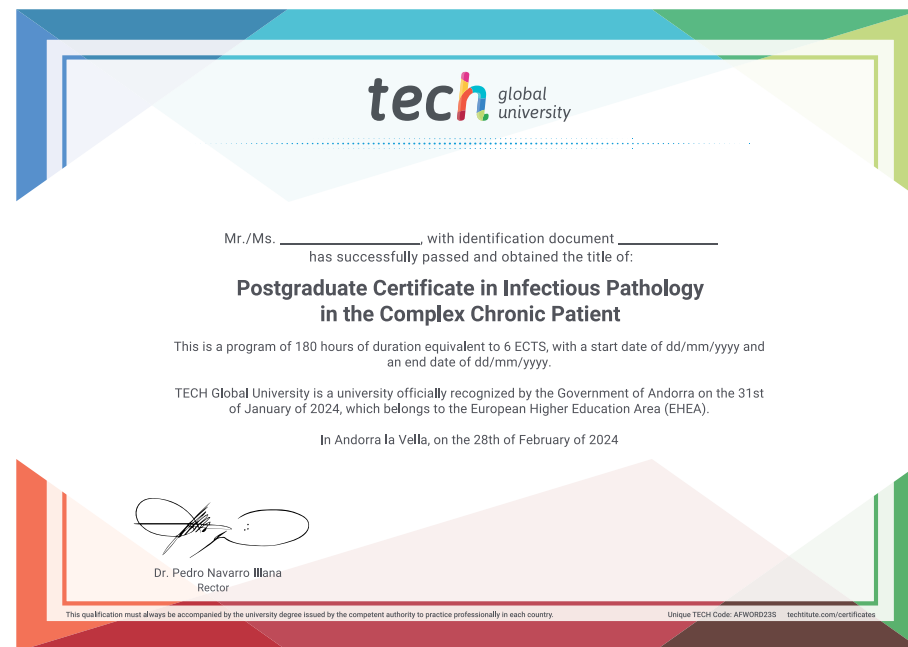 tech global
university
Mr./Ms. ____________________, with identification document ______________
has successfully passed and obtained the title of:
Postgraduate Certificate in Infectious Pathology
in the Complex Chronic Patient
This is a program of 180 hours of duration equivalent to 6 ECTS, with a start date of dd/mm/yyyy and
an end date of dd/mm/yyyy.
TECH Global University is a university officially recognized by the Government of Andorra on the 31st
of January of 2024, which belongs to the European Higher Education Area (EHEA).
In Andorra la Vella, on the 28th of February of 2024
Dr. Pedro Navarro Illana
Rector
This qualification must always be accompanied by the university degree issued by the competent authority to practice professionally in each country.
Unique TECH Code: AFWORD23S techtitute.com/certificates